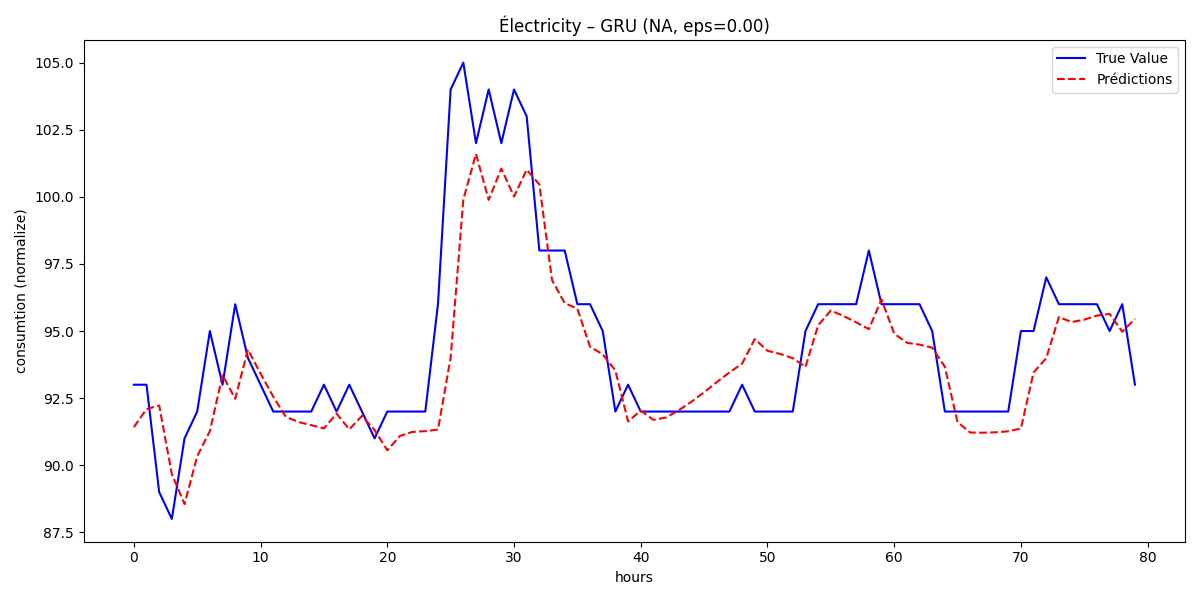 Électricity – GRU (NA, eps=0.00)
True Value
Prédictions
consumtion (normalize)
105.0
102.5
100.0
97.5
95.0
92.5
90.0
87.5
0 10 20 30 40 50 60 70 80
hours